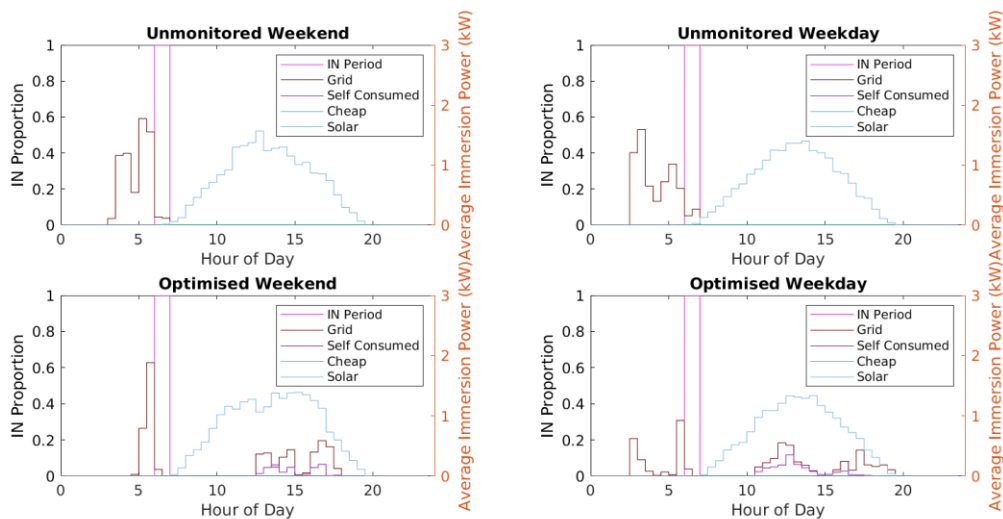 Unmonitored Weekend
IN Proportion
1
0.8
0.6
0.4
0.2
0
IN Period
Grid
Self Consumed
Cheap
Solar
3
2
1
0
Average Immersion Power (kW)
0 5 10 15 20
Hour of Day
Unmonitored Weekday
IN Proportion
1
0.8
0.6
0.4
0.2
0
IN Period
Grid
Self Consumed
Cheap
Solar
3
2
1
0
Average Immersion Power (kW)
0 5 10 15 20
Hour of Day
Optimised Weekend
IN Proportion
1
0.8
0.6
0.4
0.2
0
IN Period
Grid
Self Consumed
Cheap
Solar
3
2
1
0
Average Immersion Power (kW)
0 5 10 15 20
Hour of Day
Optimised Weekday
IN Proportion
1
0.8
0.6
0.4
0.2
0
IN Period
Grid
Self Consumed
Cheap
Solar
3
2
1
0
Average Immersion Power (kW)
0 5 10 15 20
Hour of Day